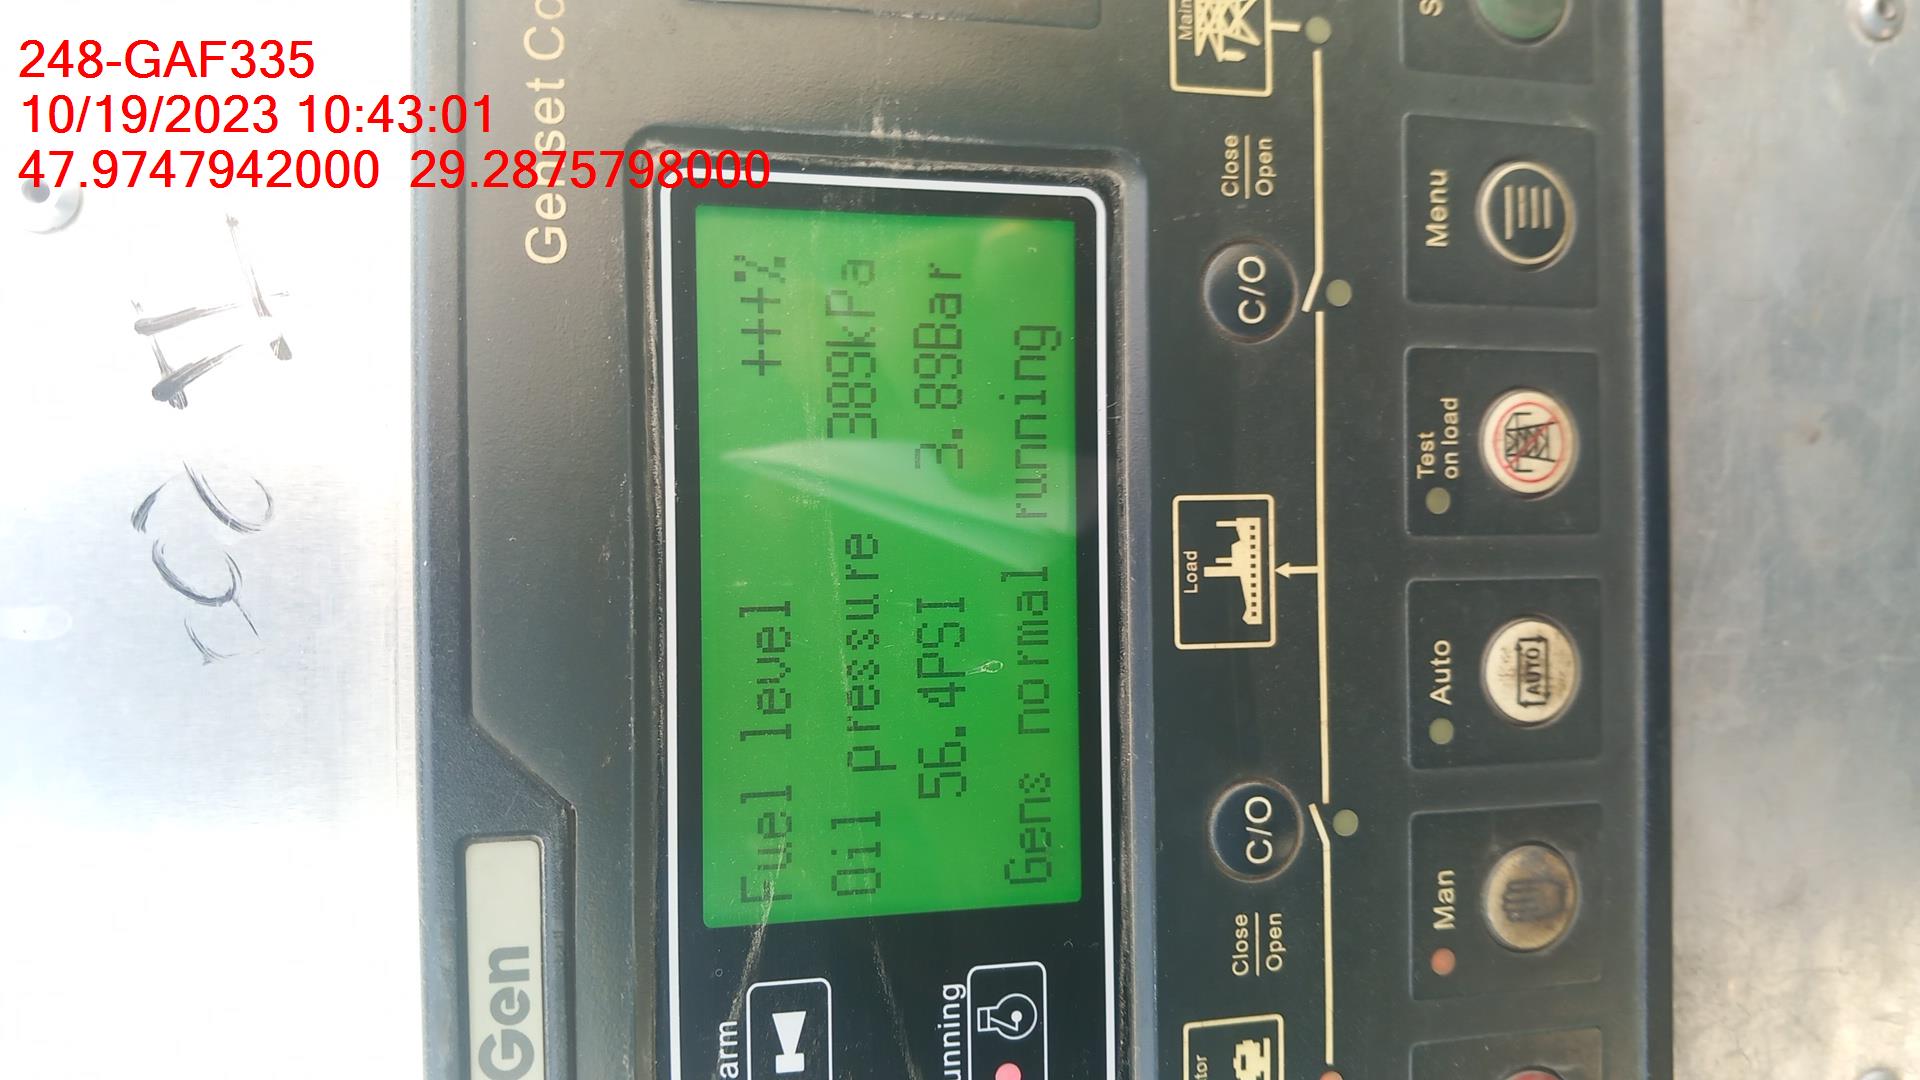 248-GAF335
10/19/2023 10:43:01
47.9747942000 29.2875798000
Genset Co
Gen
Fuel level +++%
Oil pressure 389kPa
56.4PSI 3.89Bar
Gens normal running
arm
unning
Close
Open
C/O
Load
Close
Open
C/O
Main
tor
Man
Auto
AUTO
Test
on load
Menu
S